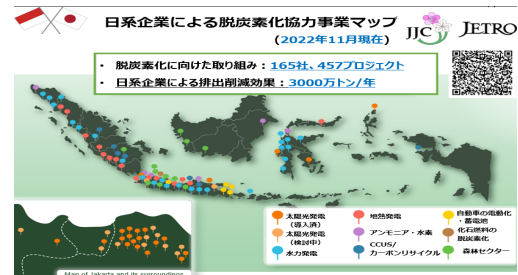 日系企業による脱炭素化協力事業マップ
(2022年11月現在)
JJC
JETRO
• 脱炭素化に向けた取り組み：165社、457プロジェクト
• 日系企業による排出削減効果：3000万トン/年
太陽光発電
(導入済)
太陽光発電
(検討中)
水力発電
地熱発電
アンモニア・水素
CCUS/
カーボンリサイクル
自動車の電動化
・蓄電池
化石燃料の
脱炭素化
森林セクター
Map of Jakarta and its surroundings